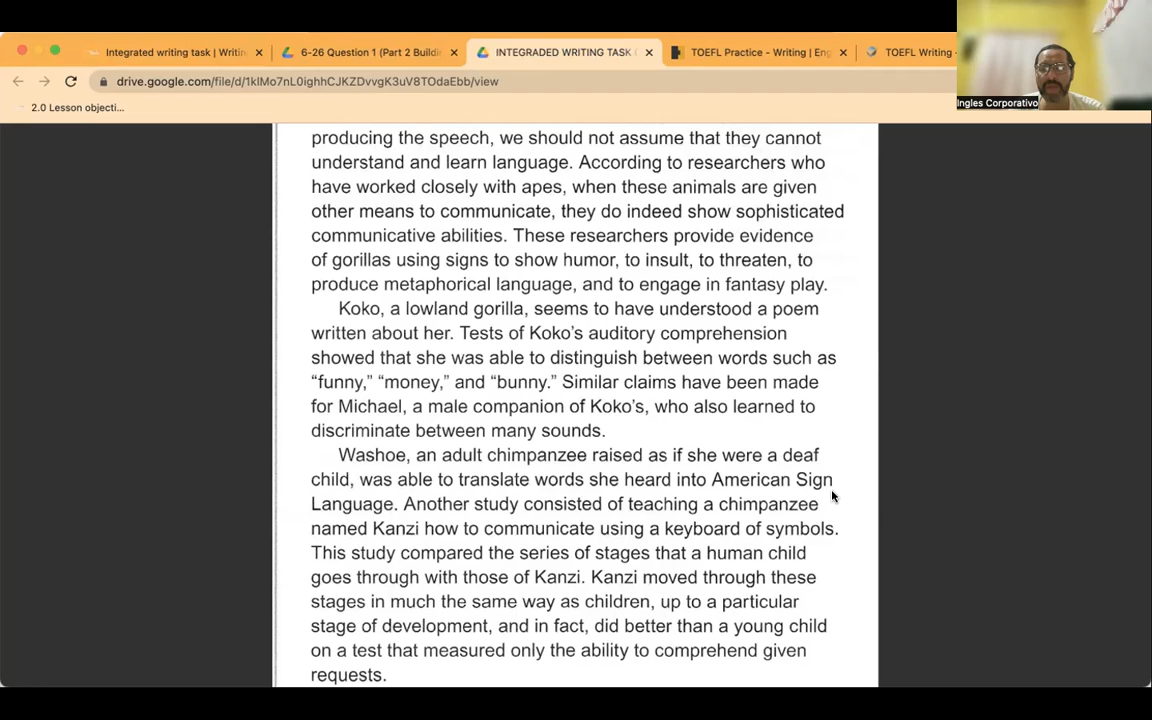 Integrated writing task | Writin
6-26 Question 1 (Part 2 Buildi
INTEGRADED WRITING TASK
TOEFL Practice - Writing | Eng
TOEFL Writing -
drive.google.com/file/d/1klMo7nL0ighhCJKZDvvgK3uV8TOdaEbb/view
2.0 Lesson objecti...
Ingles Corporativo
producing the speech, we should not assume that they cannot
understand and learn language. According to researchers who
have worked closely with apes, when these animals are given
other means to communicate, they do indeed show sophisticated
communicative abilities. These researchers provide evidence
of gorillas using signs to show humor, to insult, to threaten, to
produce metaphorical language, and to engage in fantasy play.
Koko, a lowland gorilla, seems to have understood a poem
written about her. Tests of Koko’s auditory comprehension
showed that she was able to distinguish between words such as
“funny,” “money,” and “bunny.” Similar claims have been made
for Michael, a male companion of Koko’s, who also learned to
discriminate between many sounds.
Washoe, an adult chimpanzee raised as if she were a deaf
child, was able to translate words she heard into American Sign
Language. Another study consisted of teaching a chimpanzee
named Kanzi how to communicate using a keyboard of symbols.
This study compared the series of stages that a human child
goes through with those of Kanzi. Kanzi moved through these
stages in much the same way as children, up to a particular
stage of development, and in fact, did better than a young child
on a test that measured only the ability to comprehend given
requests.